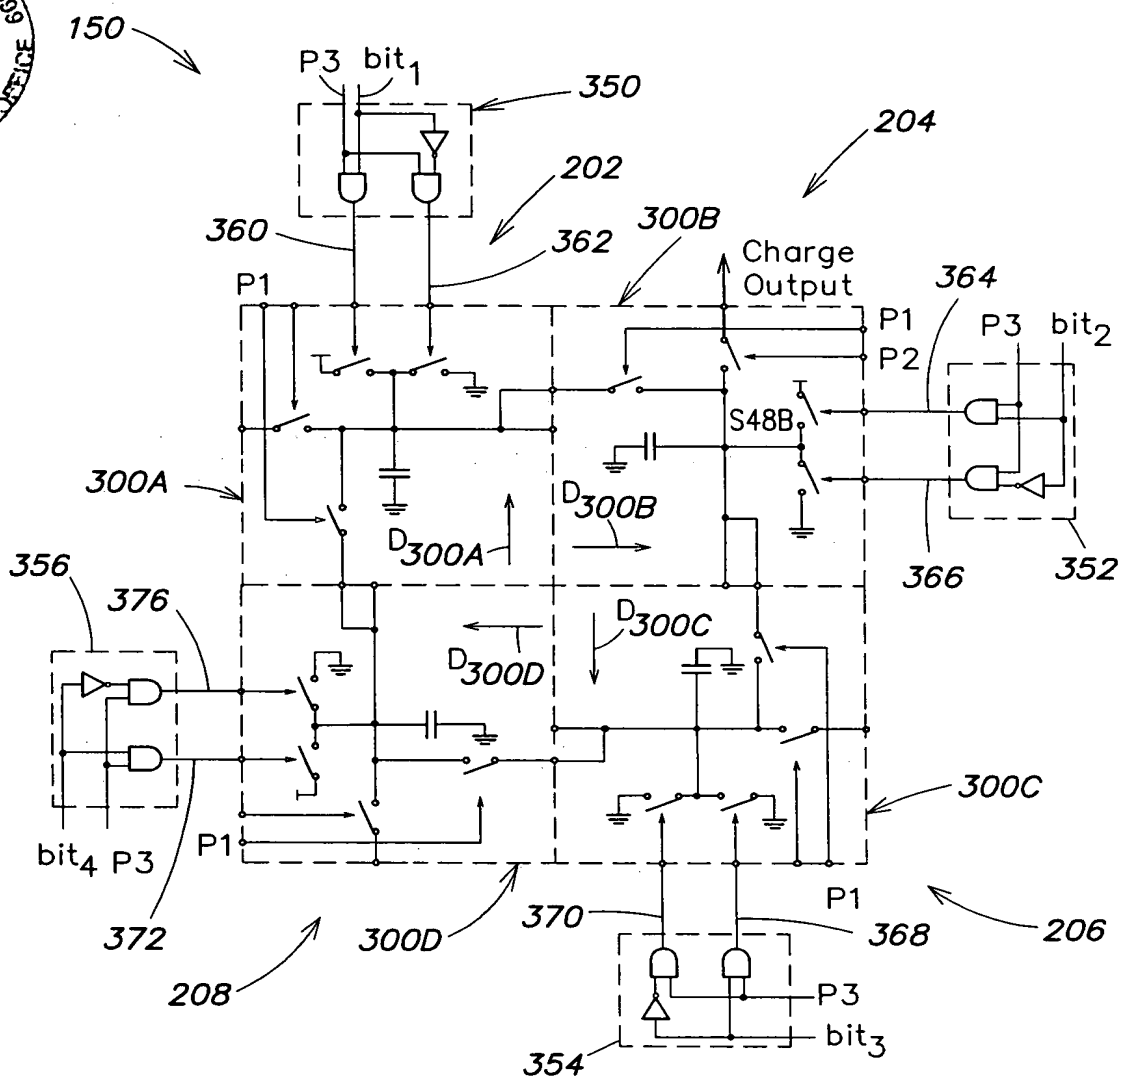 OFFICE
150
P3 bit1
350
204
202
300B
360
362
Charge
Output
364
P1
P1
P3 bit2
P2
S48B
300A
D300B
D300A
356
366
352
376
D300C
D300D
300C
bit4 P3
P1
P1
370
368
372
300D
206
208
P3
bit3
354